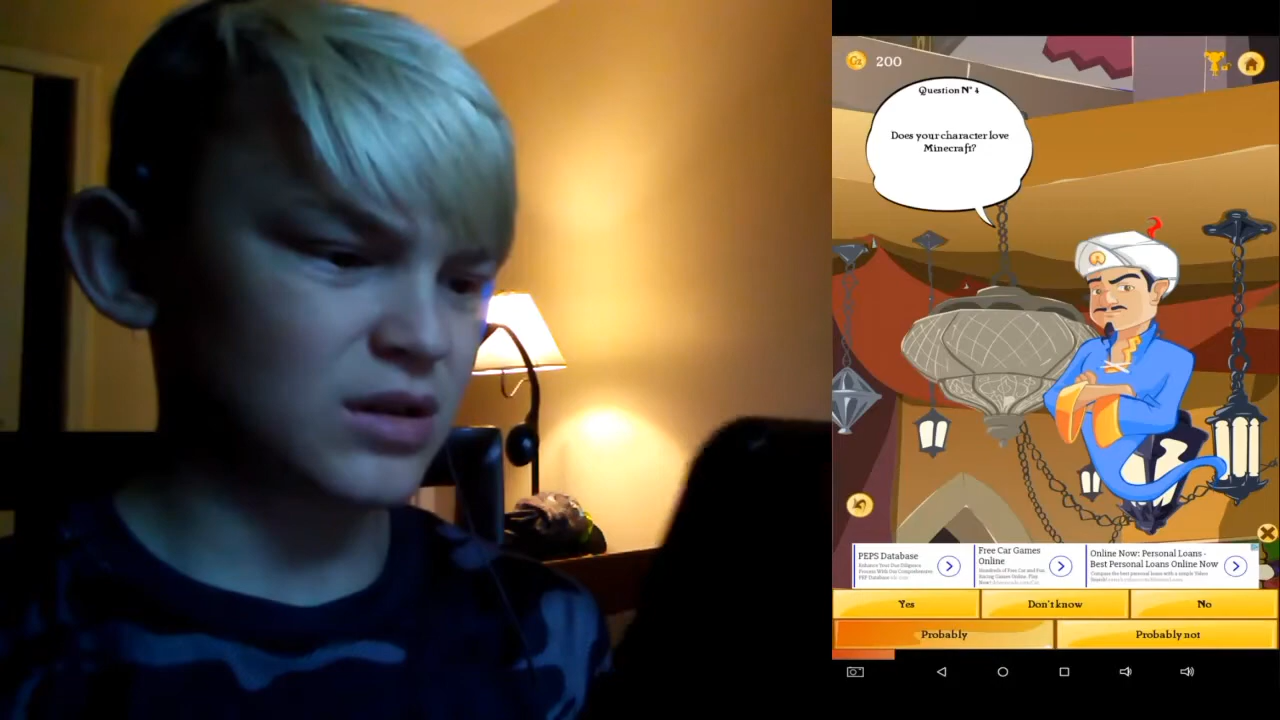 200
Question N° 4
Does your character love
Minecraft?
PEPS Database
Free Car Games
Online
Online Now: Personal Loans -
Best Personal Loans Online Now
Yes
Don't know
No
Probably
Probably not